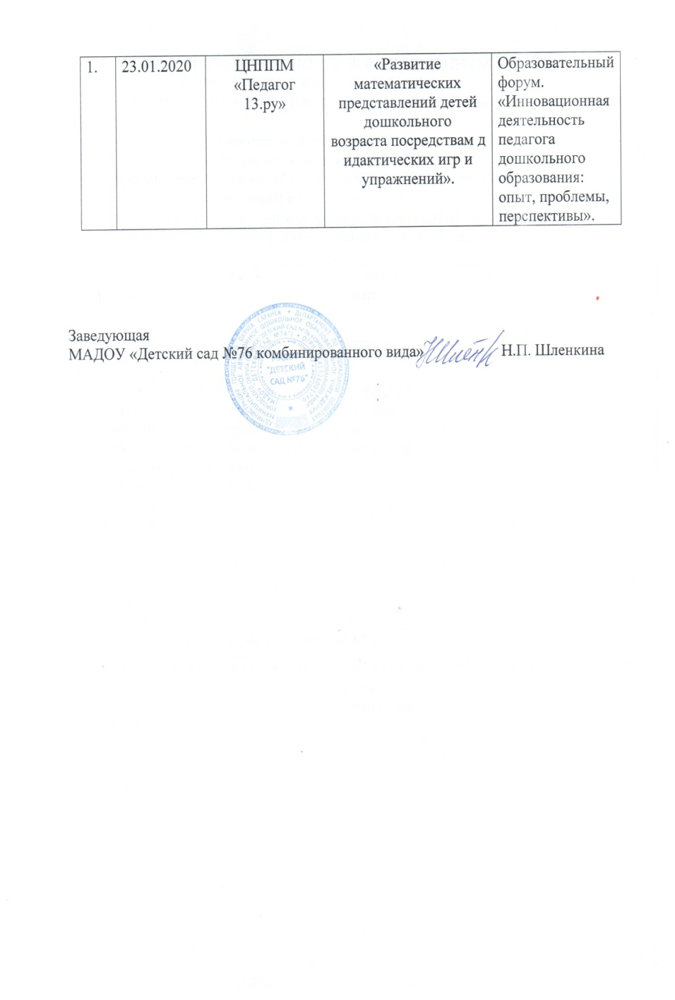 1.
23.01.2020
ЦНППМ
«Педагог
13.ру»
«Развитие
математических
представлений детей
дошкольного
возраста посредствам д
идактических игр и
упражнений».
Образовательный
форум.
«Инновационная
деятельность
педагога
дошкольного
образования:
опыт, проблемы,
перспективы».
Заведующая
МАДОУ «Детский сад №76 комбинированного вида»
Н.П. Шленкина
"ДЕТСКИЙ
САД №76"